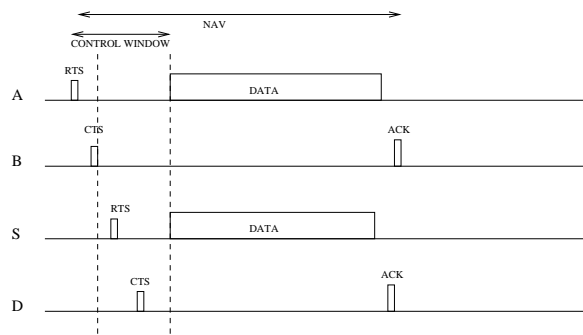 NAV
CONTROL WINDOW
RTS
A
DATA
CTS
ACK
B
RTS
S
DATA
CTS
ACK
D